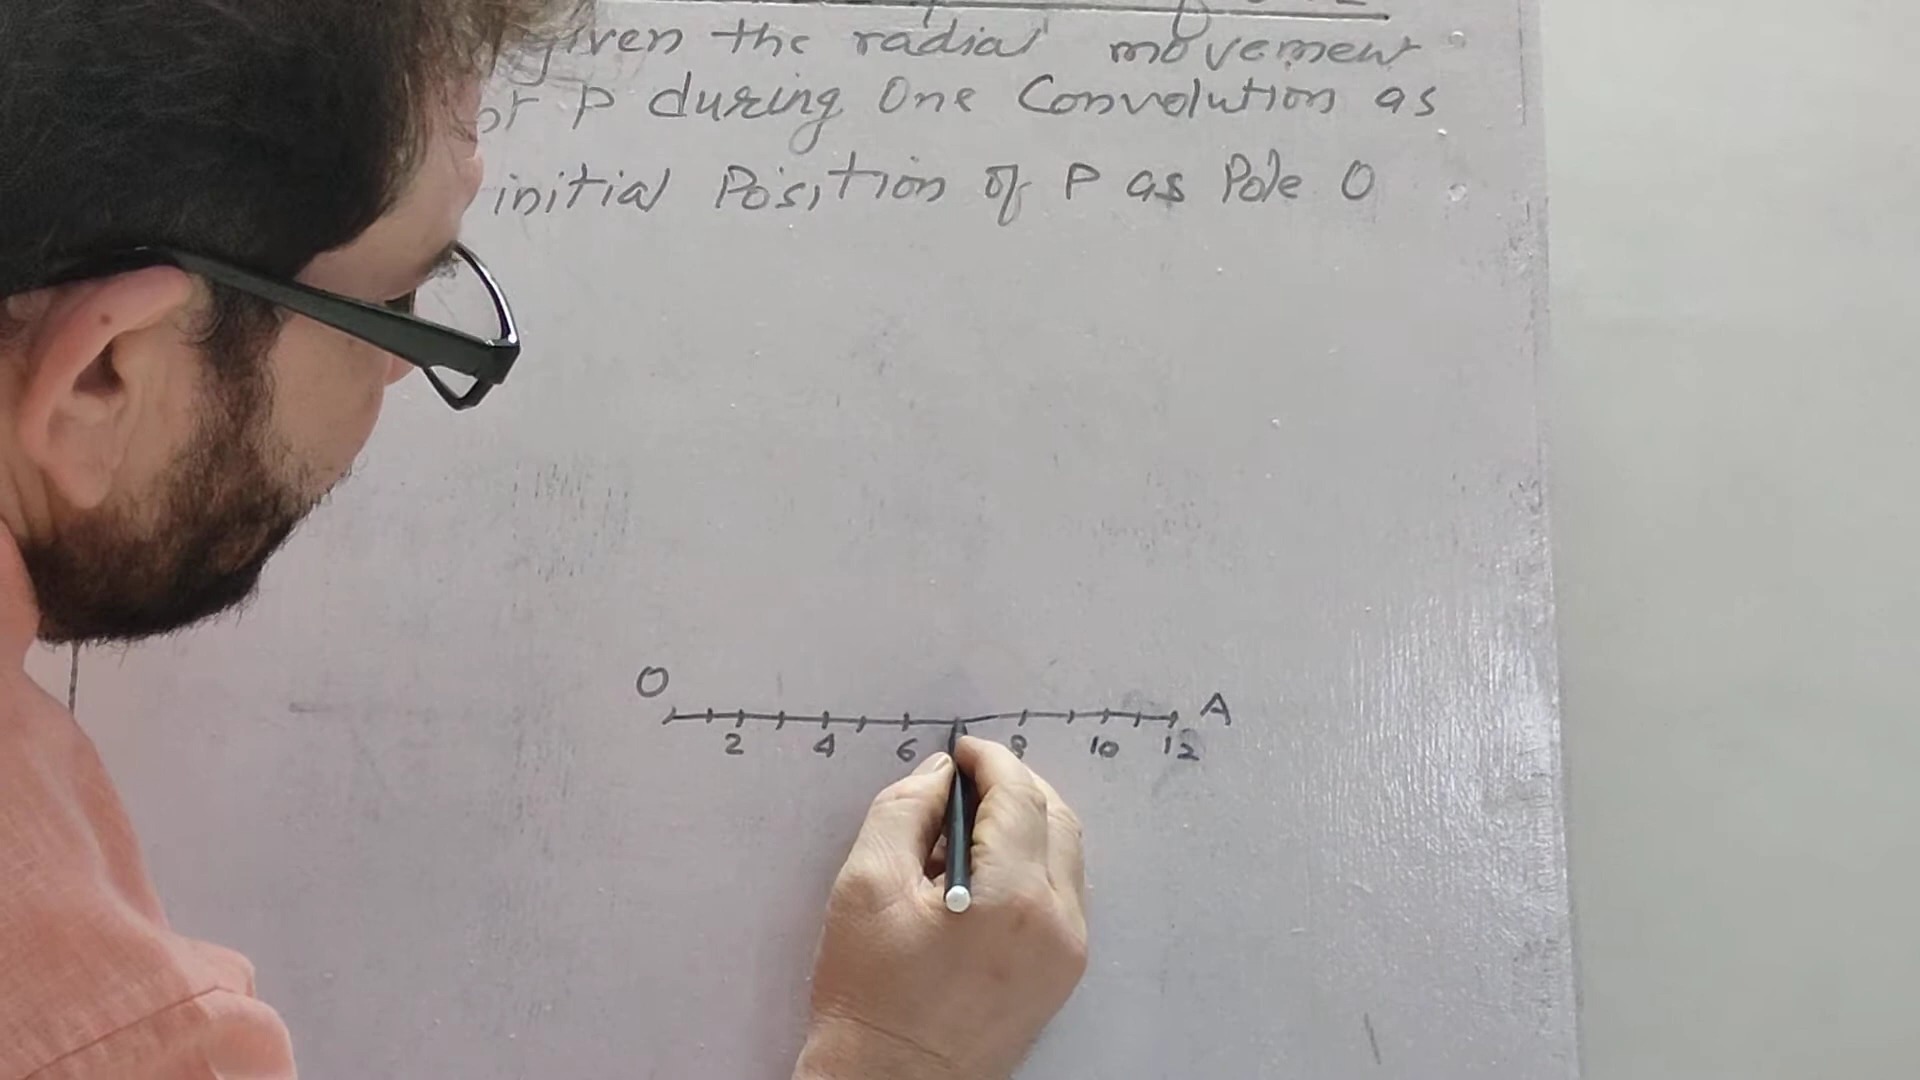 given the radial movement
P during One Convolution as
initial Position of P as Pole O
O
A
2 4 6 8 10 12